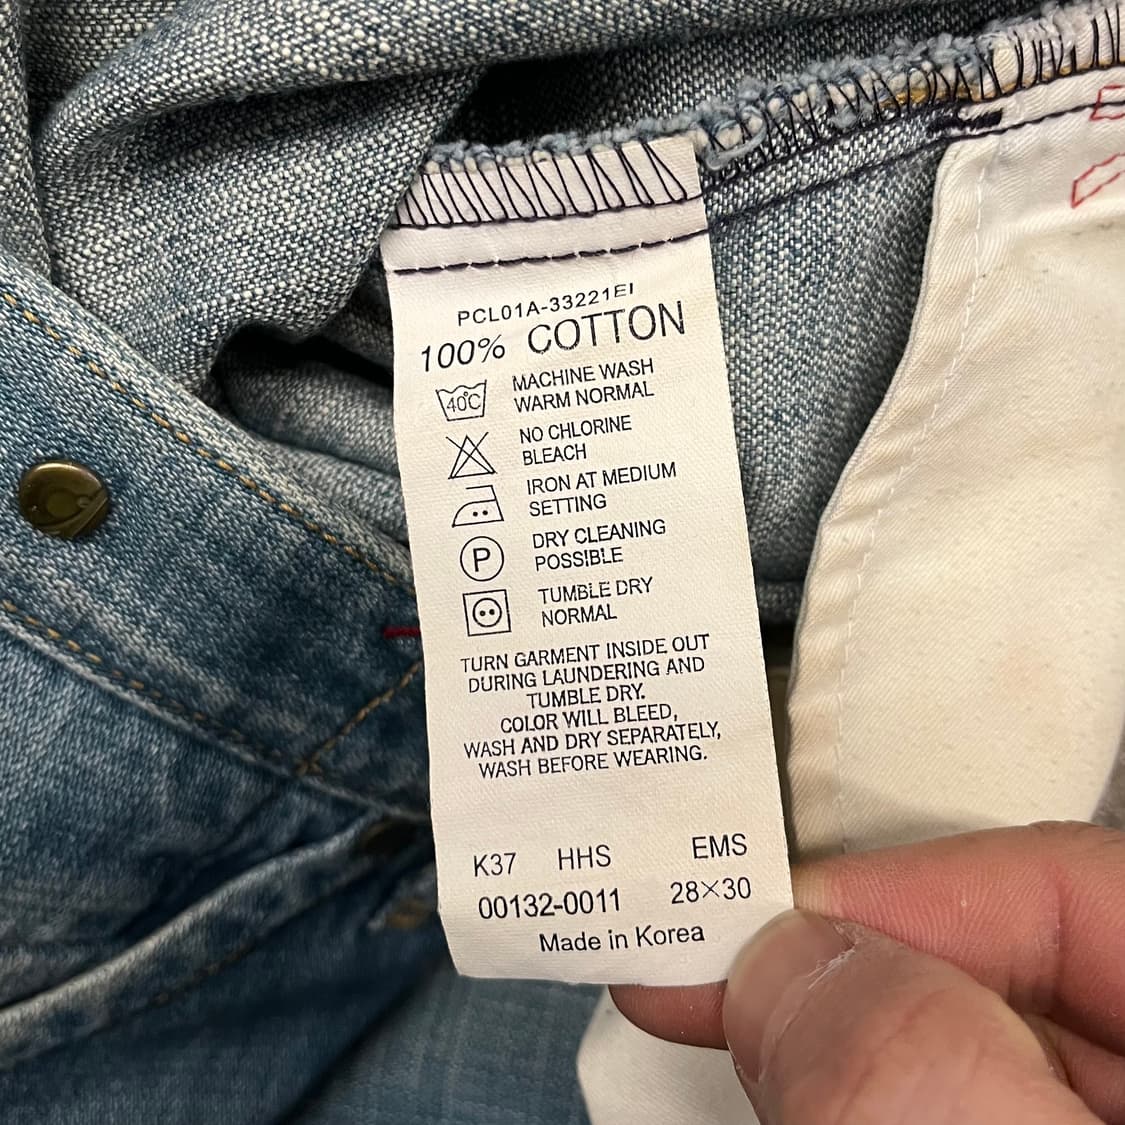 PCL01A-33221EI
100% COTTON
40°C MACHINE WASH
WARM NORMAL
NO CHLORINE
BLEACH
IRON AT MEDIUM
SETTING
P DRY CLEANING
POSSIBLE
TUMBLE DRY
NORMAL
TURN GARMENT INSIDE OUT
DURING LAUNDERING AND
TUMBLE DRY.
COLOR WILL BLEED,
WASH AND DRY SEPARATELY,
WASH BEFORE WEARING.
K37 HHS EMS
00132-0011 28×30
Made in Korea